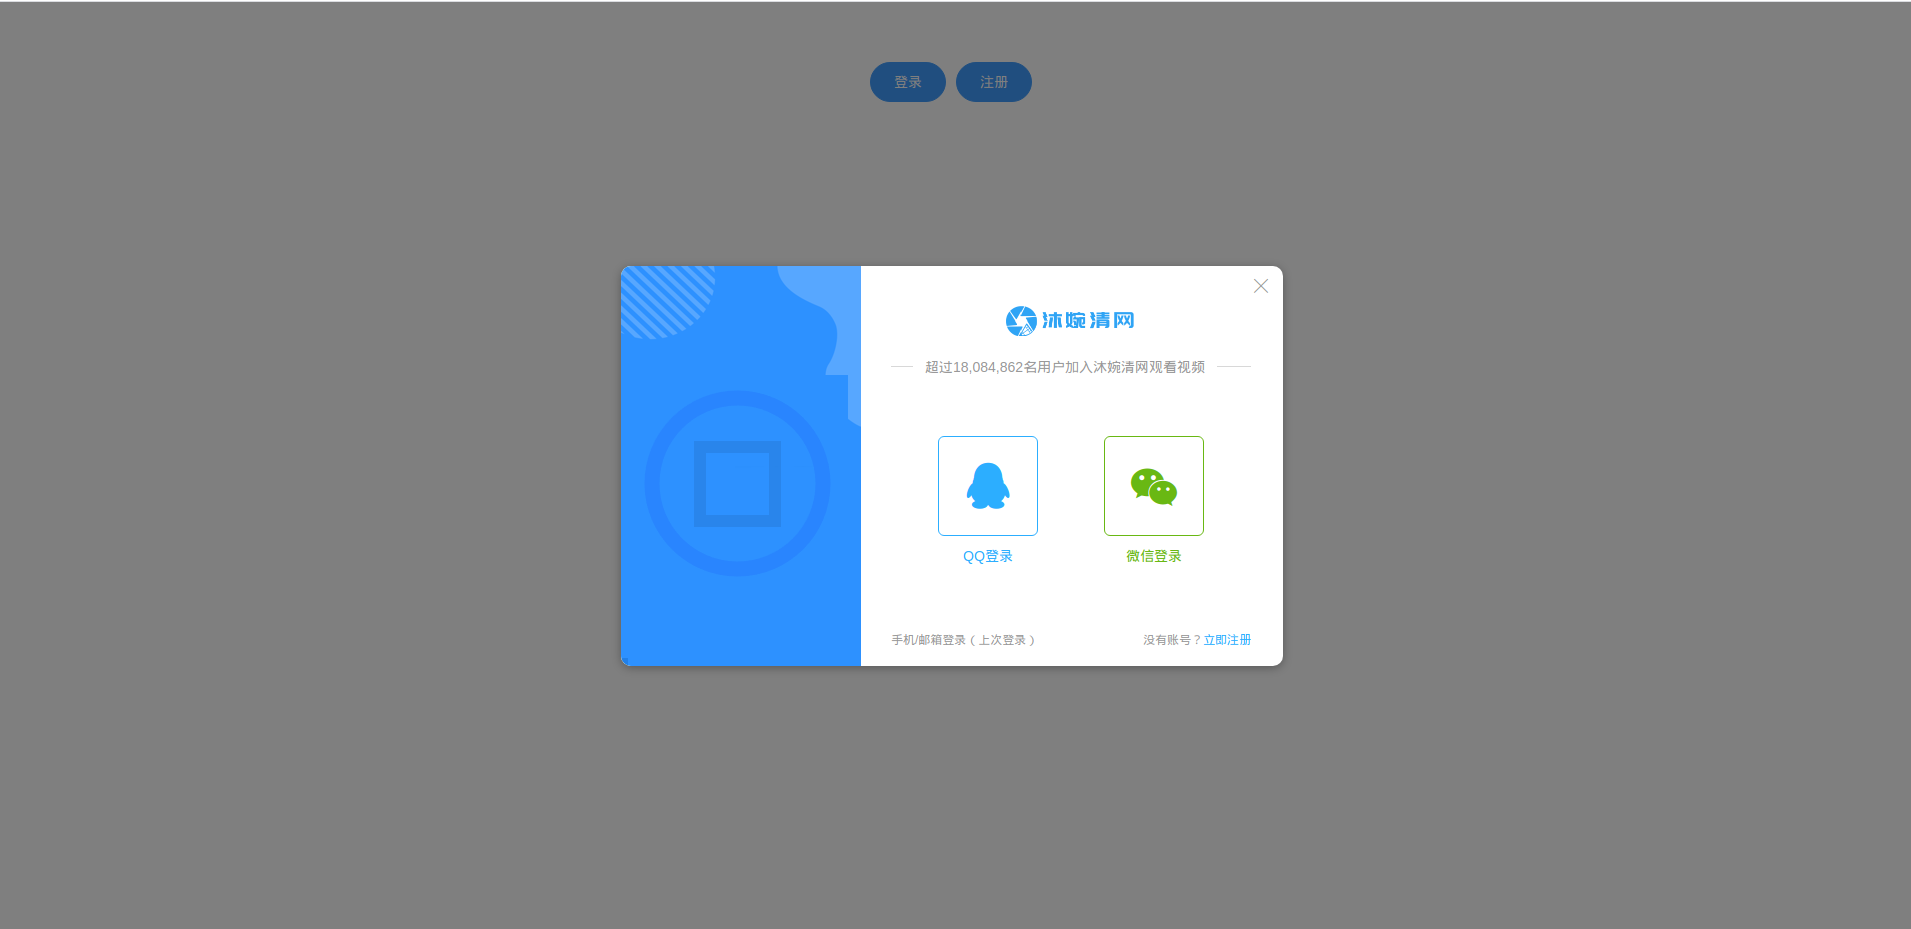 登录
注册
沐婉清网
超过18,084,862名用户加入沐婉清网观看视频
QQ登录
微信登录
手机/邮箱登录（上次登录）
没有账号？立即注册